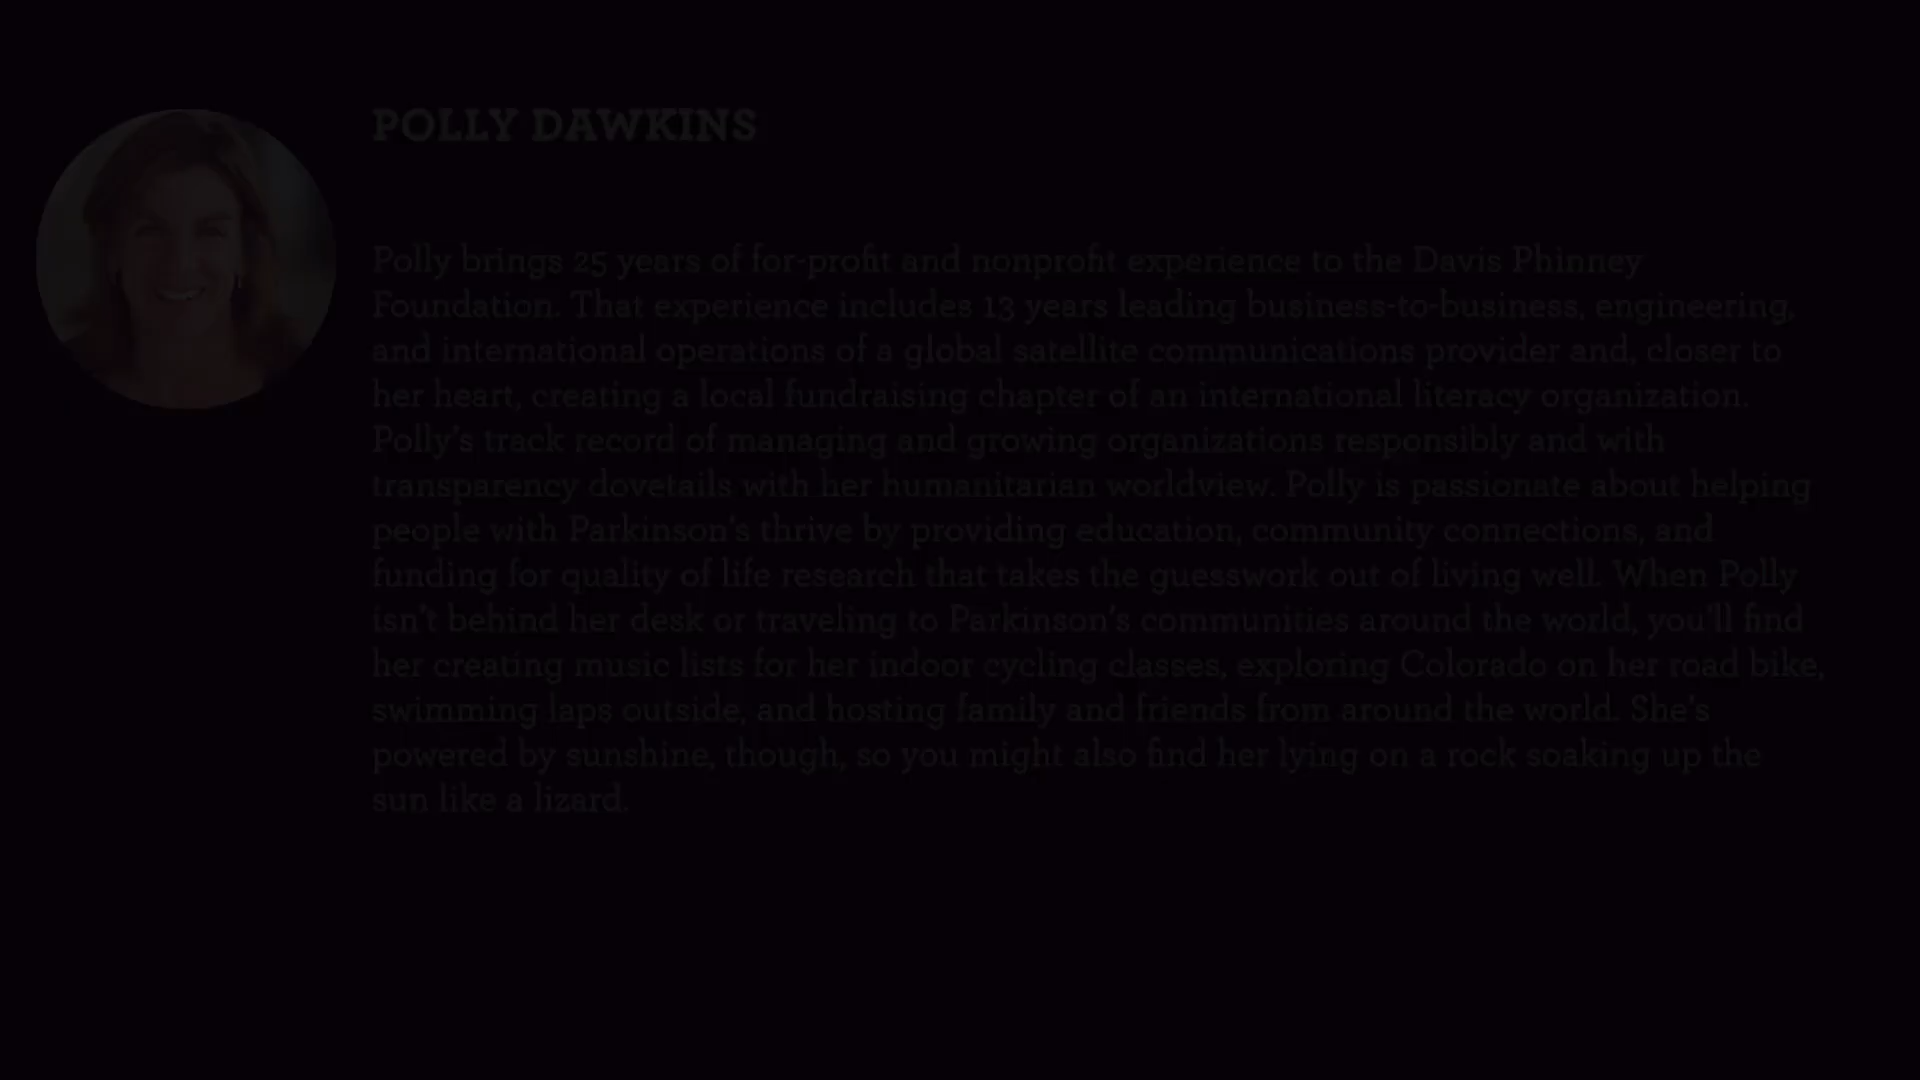 POLLY DAWKINS
Polly brings 25 years of for-profit and nonprofit experience to the Davis Phinney
Foundation. That experience includes 13 years leading business-to-business, engineering,
and international operations of a global satellite communications provider and, closer to
her heart, creating a local fundraising chapter of an international literacy organization.
Polly's track record of managing and growing organizations responsibly and with
transparency dovetails with her humanitarian worldview. Polly is passionate about helping
people with Parkinson's thrive by providing education, community connections, and
funding for quality of life research that takes the guesswork out of living well. When Polly
isn't behind her desk or traveling to Parkinson's communities around the world, you'll find
her creating music lists for her indoor cycling classes, exploring Colorado on her road bike,
swimming laps outside, and hosting family and friends from around the world. She's
powered by sunshine, though, so you might also find her lying on a rock soaking up the
sun like a lizard.